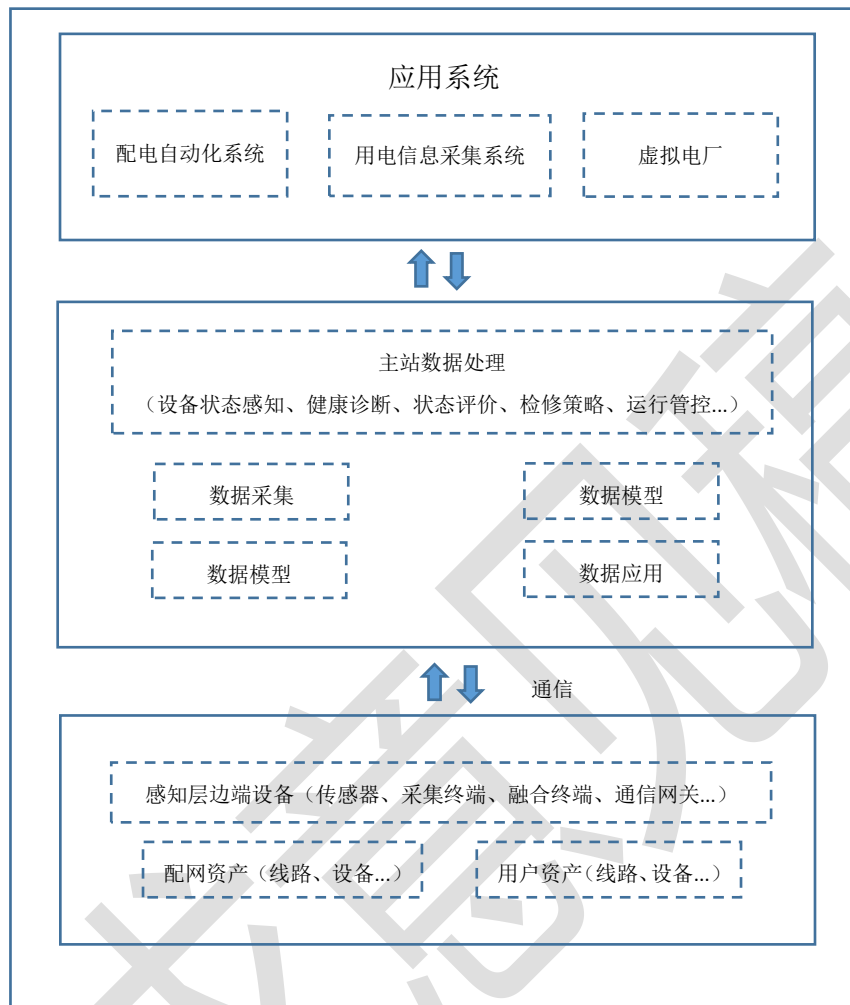 应用系统
配电自动化系统 用电信息采集系统 虚拟电厂
主站数据处理
（设备状态感知、健康诊断、状态评价、检修策略、运行管控...）
数据采集 数据模型
数据模型 数据应用
通信
感知层边端设备（传感器、采集终端、融合终端、通信网关...）
配网资产（线路、设备...） 用户资产（线路、设备...）
求意见稿